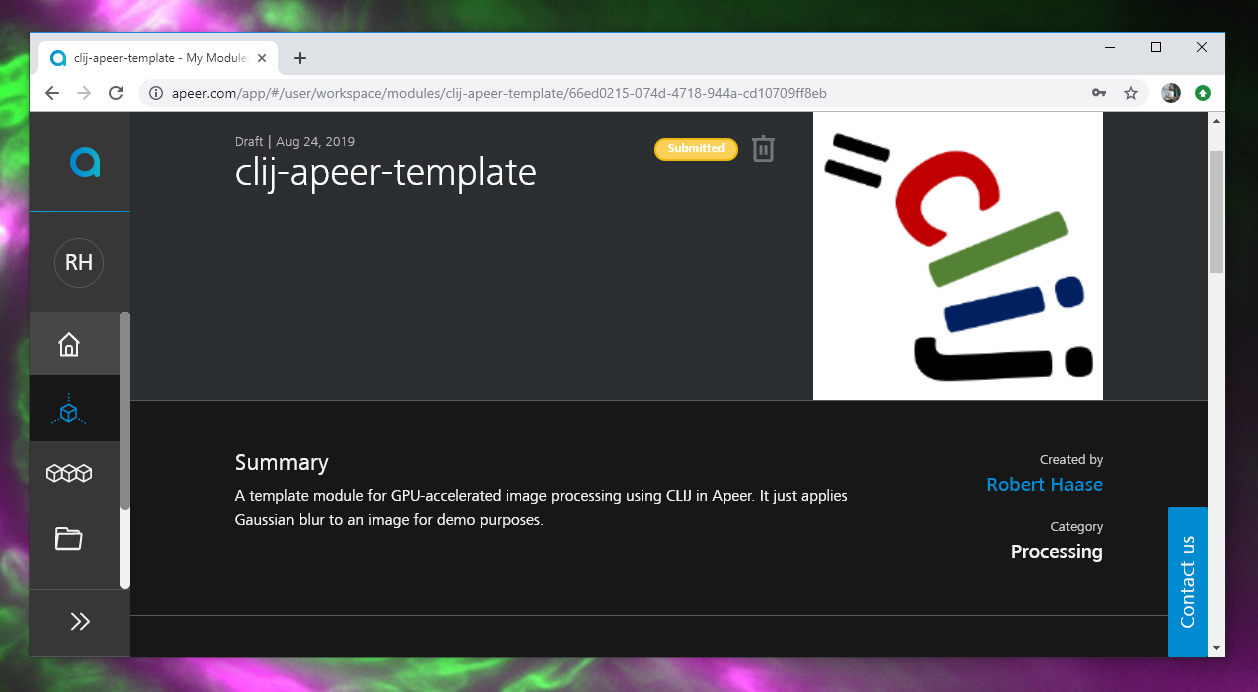 clij-apeer-template - My Module
apeer.com/app/#/user/workspace/modules/clij-apeer-template/66ed0215-074d-4718-944a-cd10709ff8eb
RH
Draft | Aug 24, 2019
clij-apeer-template
Submitted
=clij
Summary
A template module for GPU-accelerated image processing using CLIJ in Apeer. It just applies
Gaussian blur to an image for demo purposes.
Created by
Robert Haase
Category
Processing
Contact us